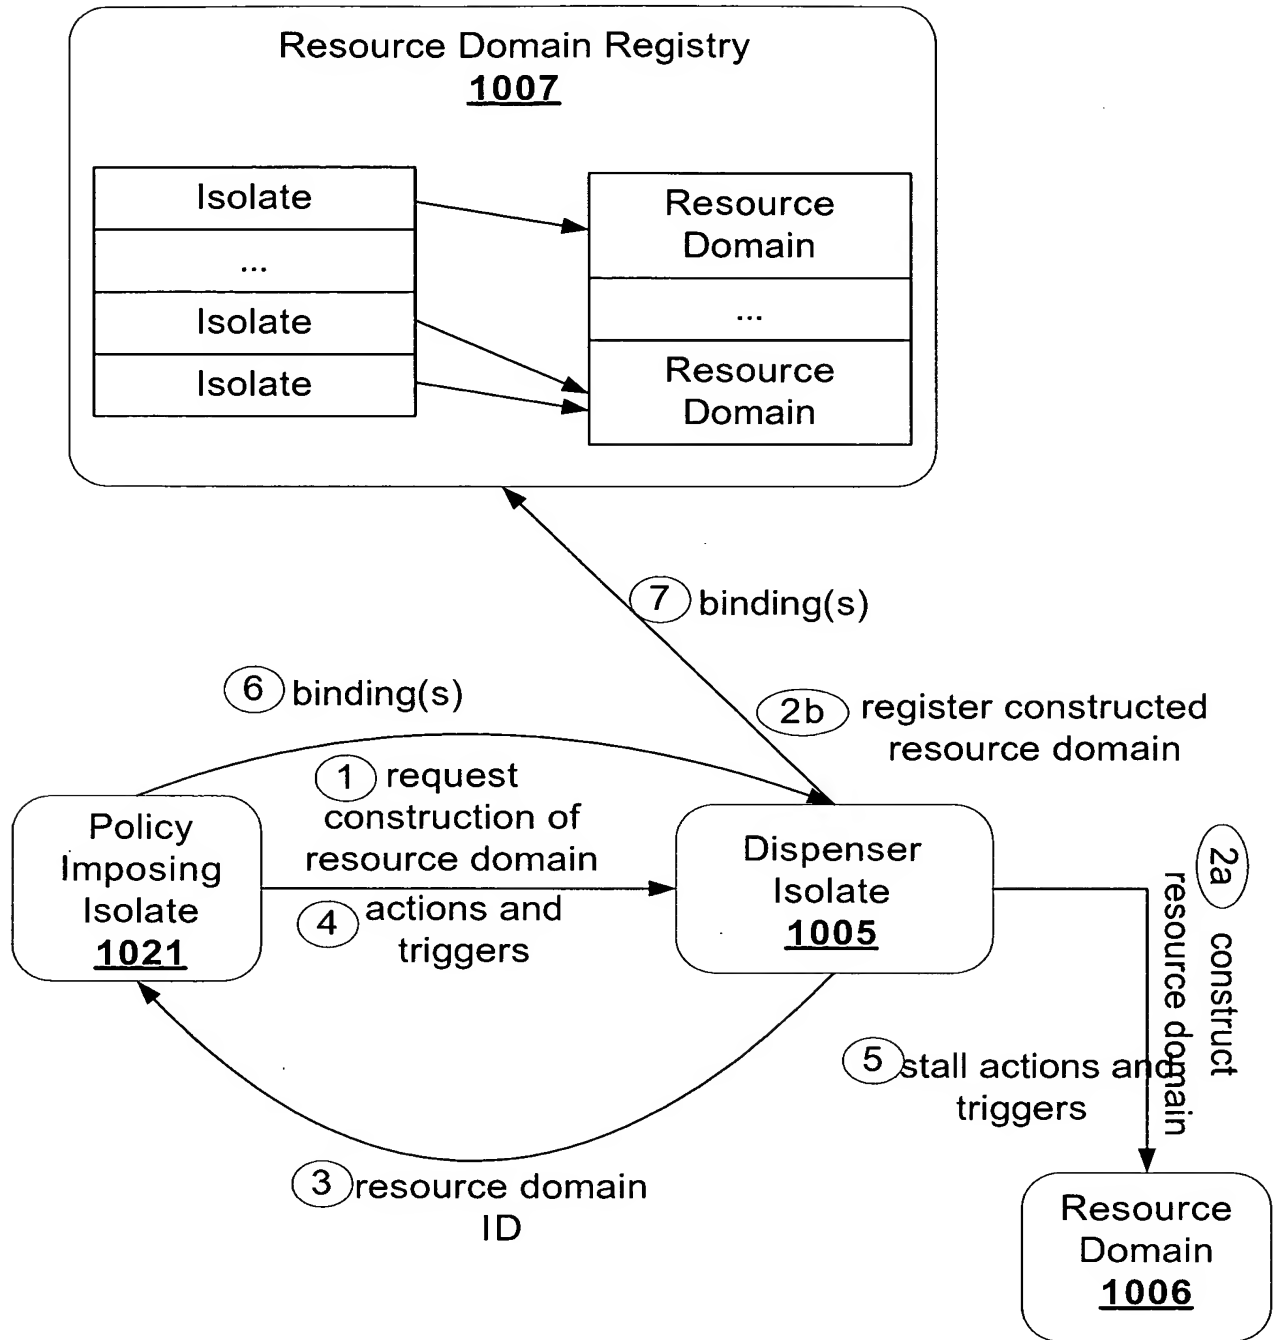 Resource Domain Registry
1007
Isolate
...
Isolate
Isolate
Resource
Domain
...
Resource
Domain
7 binding(s)
6 binding(s)
2b register constructed
resource domain
1 request
construction of
resource domain
4 actions and
triggers
Policy
Imposing
Isolate
1021
Dispenser
Isolate
1005
2a construct
resource domain
5 stall actions and
triggers
3 resource domain
ID
Resource
Domain
1006